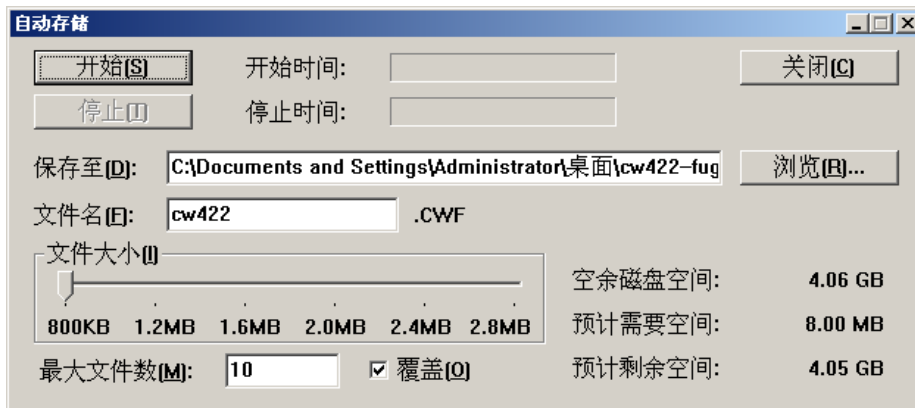 自动存储
开始(S) 开始时间: 关闭(C)
停止(T) 停止时间:
保存至(D): C:\Documents and Settings\Administrator\桌面\cw422-fug 浏览(R)...
文件名(F): cw422 .CWF
文件大小(I)
800KB 1.2MB 1.6MB 2.0MB 2.4MB 2.8MB
空余磁盘空间: 4.06 GB
预计需要空间: 8.00 MB
最大文件数(M): 10 覆盖(O) 预计剩余空间: 4.05 GB